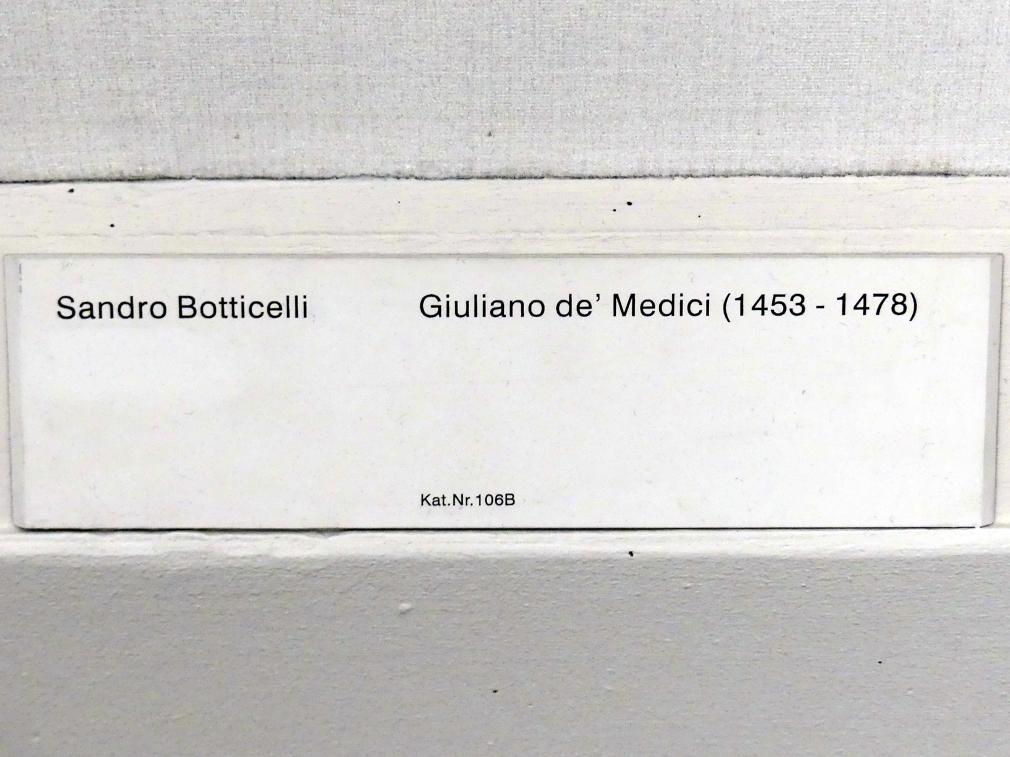 Sandro Botticelli Giuliano de’ Medici (1453 - 1478)
Kat.Nr.106B